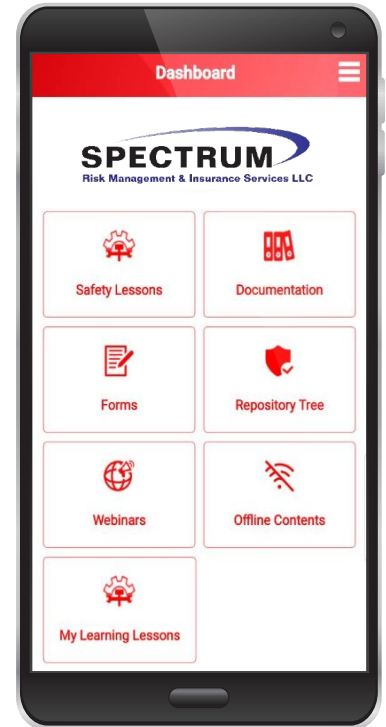 Dashboard
SPECTRUM
Risk Management & Insurance Services LLC
Safety Lessons
Documentation
Forms
Repository Tree
Webinars
Offline Contents
My Learning Lessons